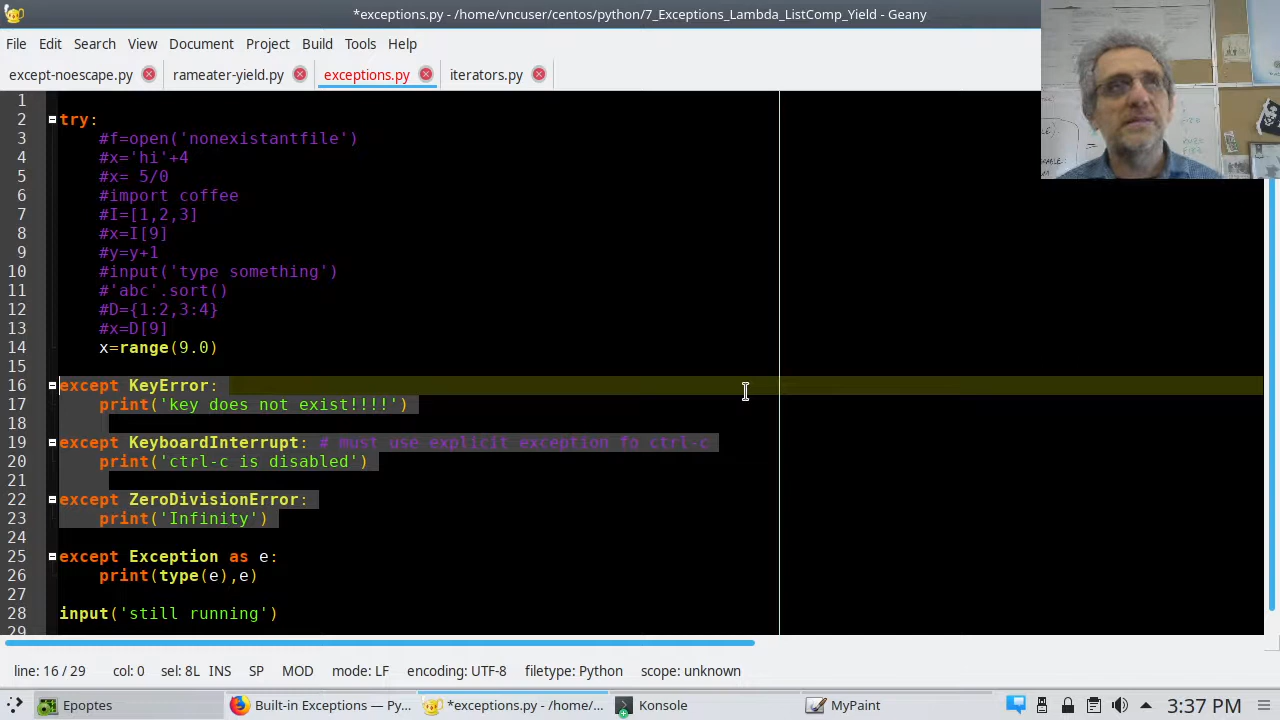 *exceptions.py - /home/vncuser/centos/python/7_Exceptions_Lambda_ListComp_Yield - Geany
File Edit Search View Document Project Build Tools Help
except-noescape.py rameater-yield.py exceptions.py iterators.py
1
2 try:
3 #f=open('nonexistantfile')
4 #x='hi'+4
5 #x= 5/0
6 #import coffee
7 #I=[1,2,3]
8 #x=I[9]
9 #y=y+1
10 #input('type something')
11 #'abc'.sort()
12 #D={1:2,3:4}
13 #x=D[9]
14 x=range(9.0)
15
16 except KeyError:
17 print('key does not exist!!!!')
18
19 except KeyboardInterrupt: # must use explicit exception fo ctrl-c
20 print('ctrl-c is disabled')
21
22 except ZeroDivisionError:
23 print('Infinity')
24
25 except Exception as e:
26 print(type(e),e)
27
28 input('still running')
29
line: 16 / 29 col: 0 sel: 8L INS SP MOD mode: LF encoding: UTF-8 filetype: Python scope: unknown
Epoptes Built-in Exceptions — Py... *exceptions.py - /home/... Konsole MyPaint 3:37 PM